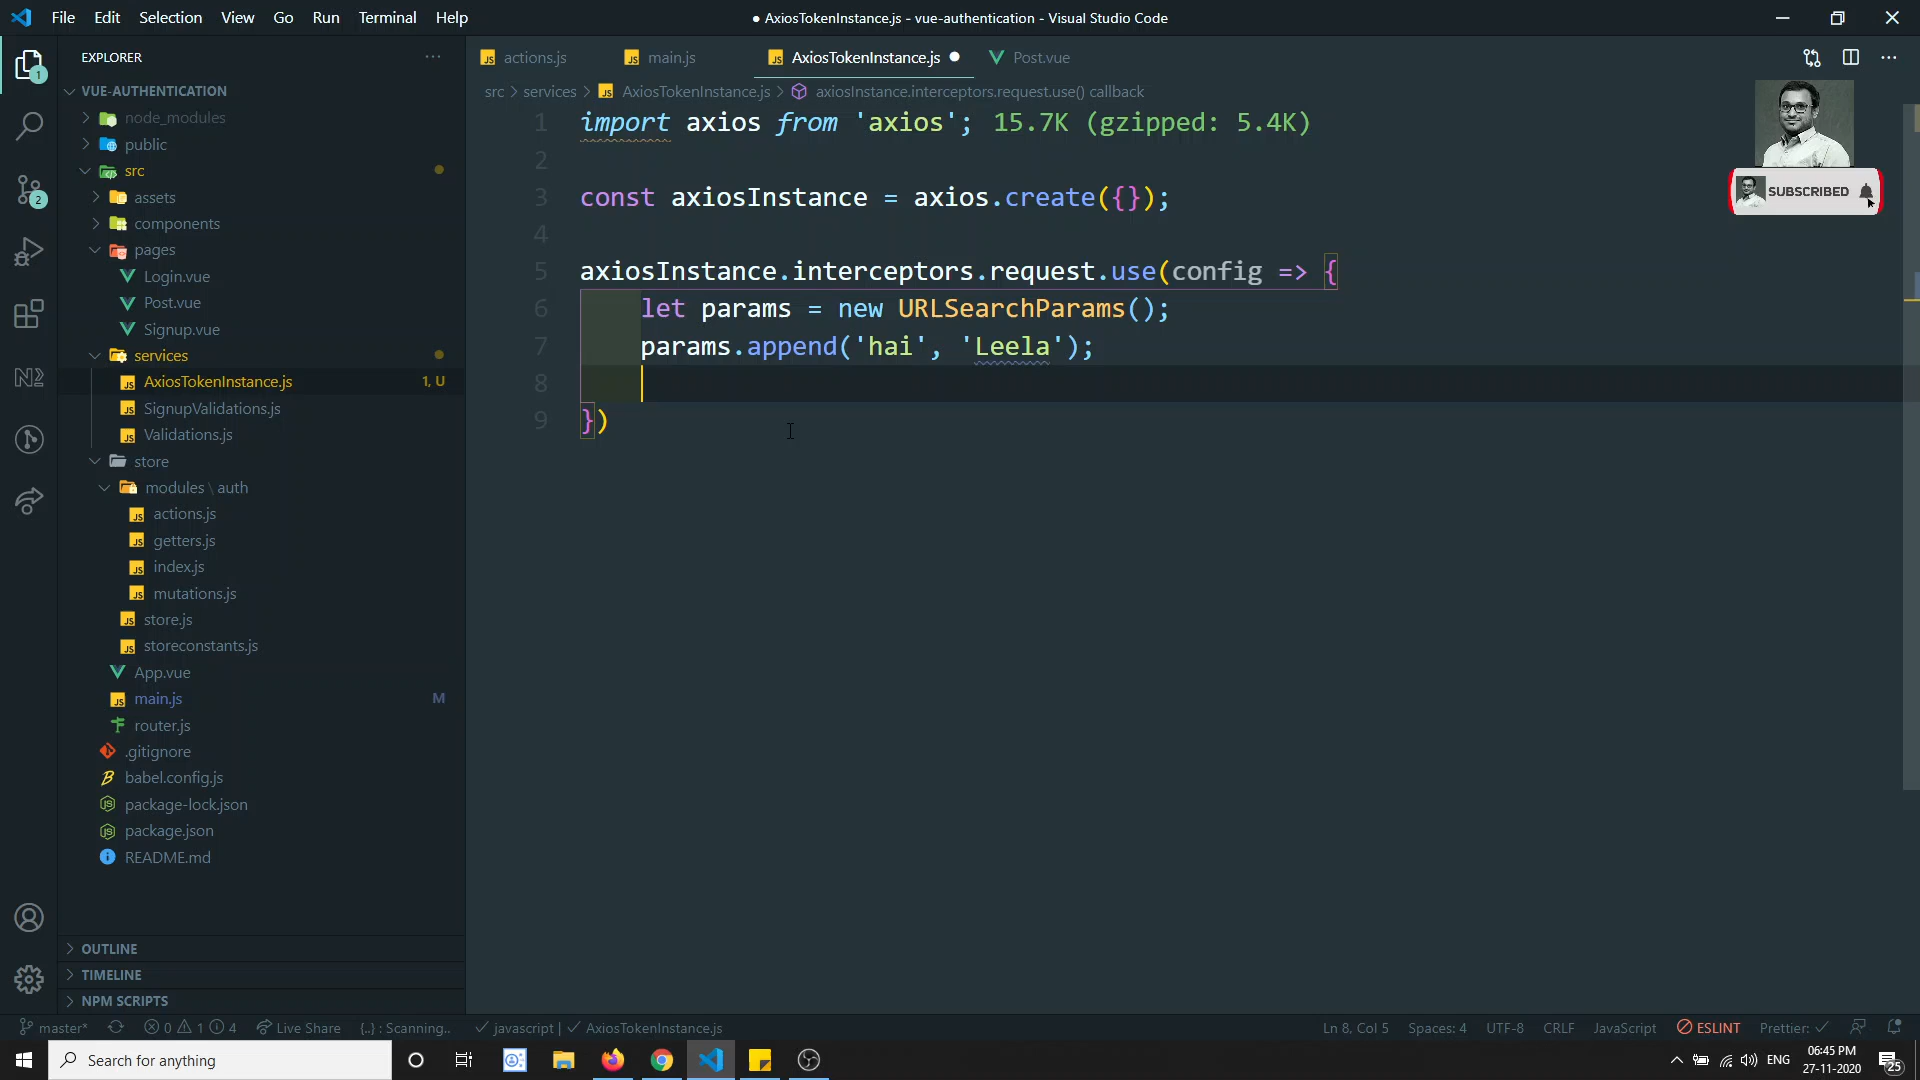 File Edit Selection View Go Run Terminal Help
● AxiosTokenInstance.js - vue-authentication - Visual Studio Code
EXPLORER
VUE-AUTHENTICATION
node_modules
public
src
assets
components
pages
Login.vue
Post.vue
Signup.vue
services
AxiosTokenInstance.js 1, U
SignupValidations.js
Validations.js
store
modules \ auth
actions.js
getters.js
index.js
mutations.js
store.js
storeconstants.js
App.vue
main.js M
router.js
.gitignore
babel.config.js
package-lock.json
package.json
README.md
OUTLINE
TIMELINE
NPM SCRIPTS
1
2
actions.js main.js AxiosTokenInstance.js Post.vue
src > services > AxiosTokenInstance.js > axiosInstance.interceptors.request.use() callback
1 import axios from 'axios'; 15.7K (gzipped: 5.4K)
2
3 const axiosInstance = axios.create({});
4
5 axiosInstance.interceptors.request.use(config => {
6 let params = new URLSearchParams();
7 params.append('hai', 'Leela');
8
9 })
SUBSCRIBED
master* 0 1 4 Live Share {..} : Scanning.. javascript | AxiosTokenInstance.js
Ln 8, Col 5 Spaces: 4 UTF-8 CRLF JavaScript ESLINT Prettier:
Search for anything
ENG
06:45 PM
27-11-2020
25